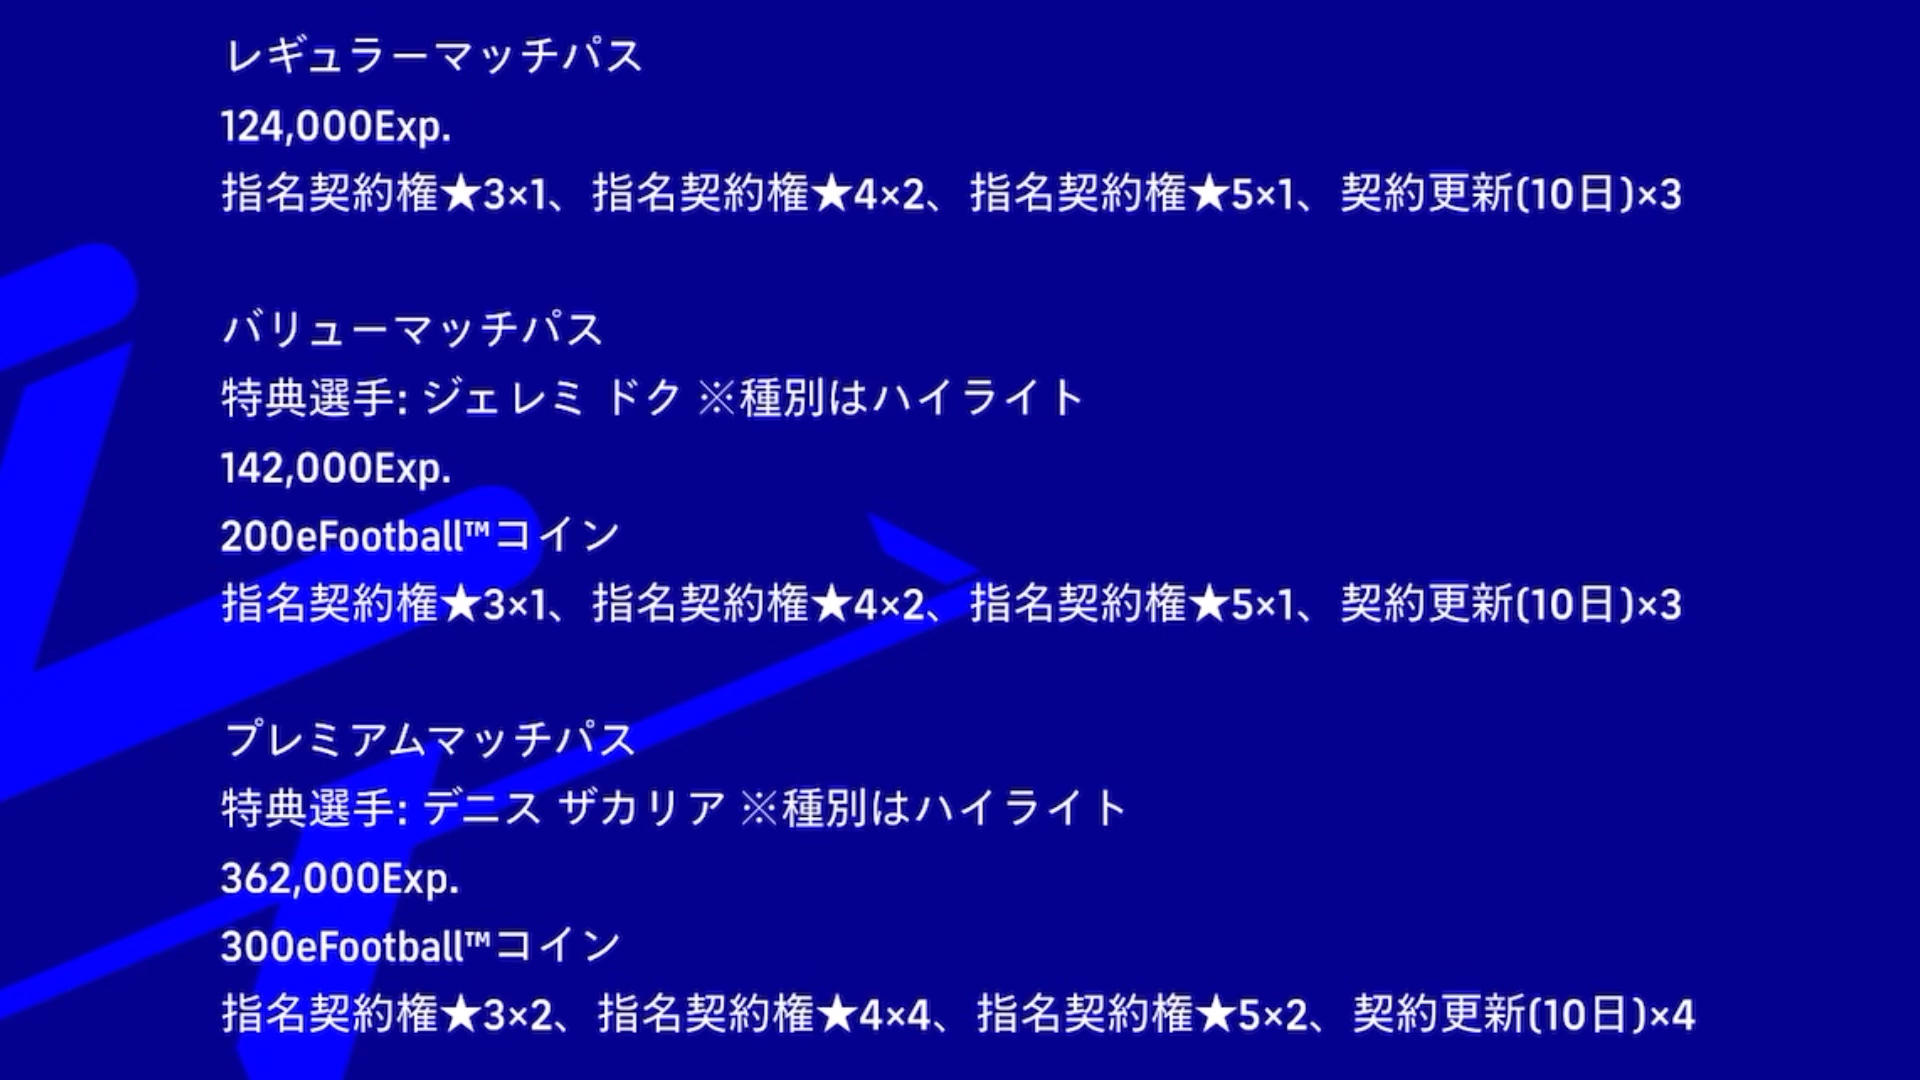 レギュラーマッチパス
124,000Exp.
指名契約権★3×1、指名契約権★4×2、指名契約権★5×1、契約更新(10日)×3
バリューマッチパス
特典選手: ジェレミ ドク ※種別はハイライト
142,000Exp.
200eFootball™コイン
指名契約権★3×1、指名契約権★4×2、指名契約権★5×1、契約更新(10日)×3
プレミアムマッチパス
特典選手: デニス ザカリア ※種別はハイライト
362,000Exp.
300eFootball™コイン
指名契約権★3×2、指名契約権★4×4、指名契約権★5×2、契約更新(10日)×4